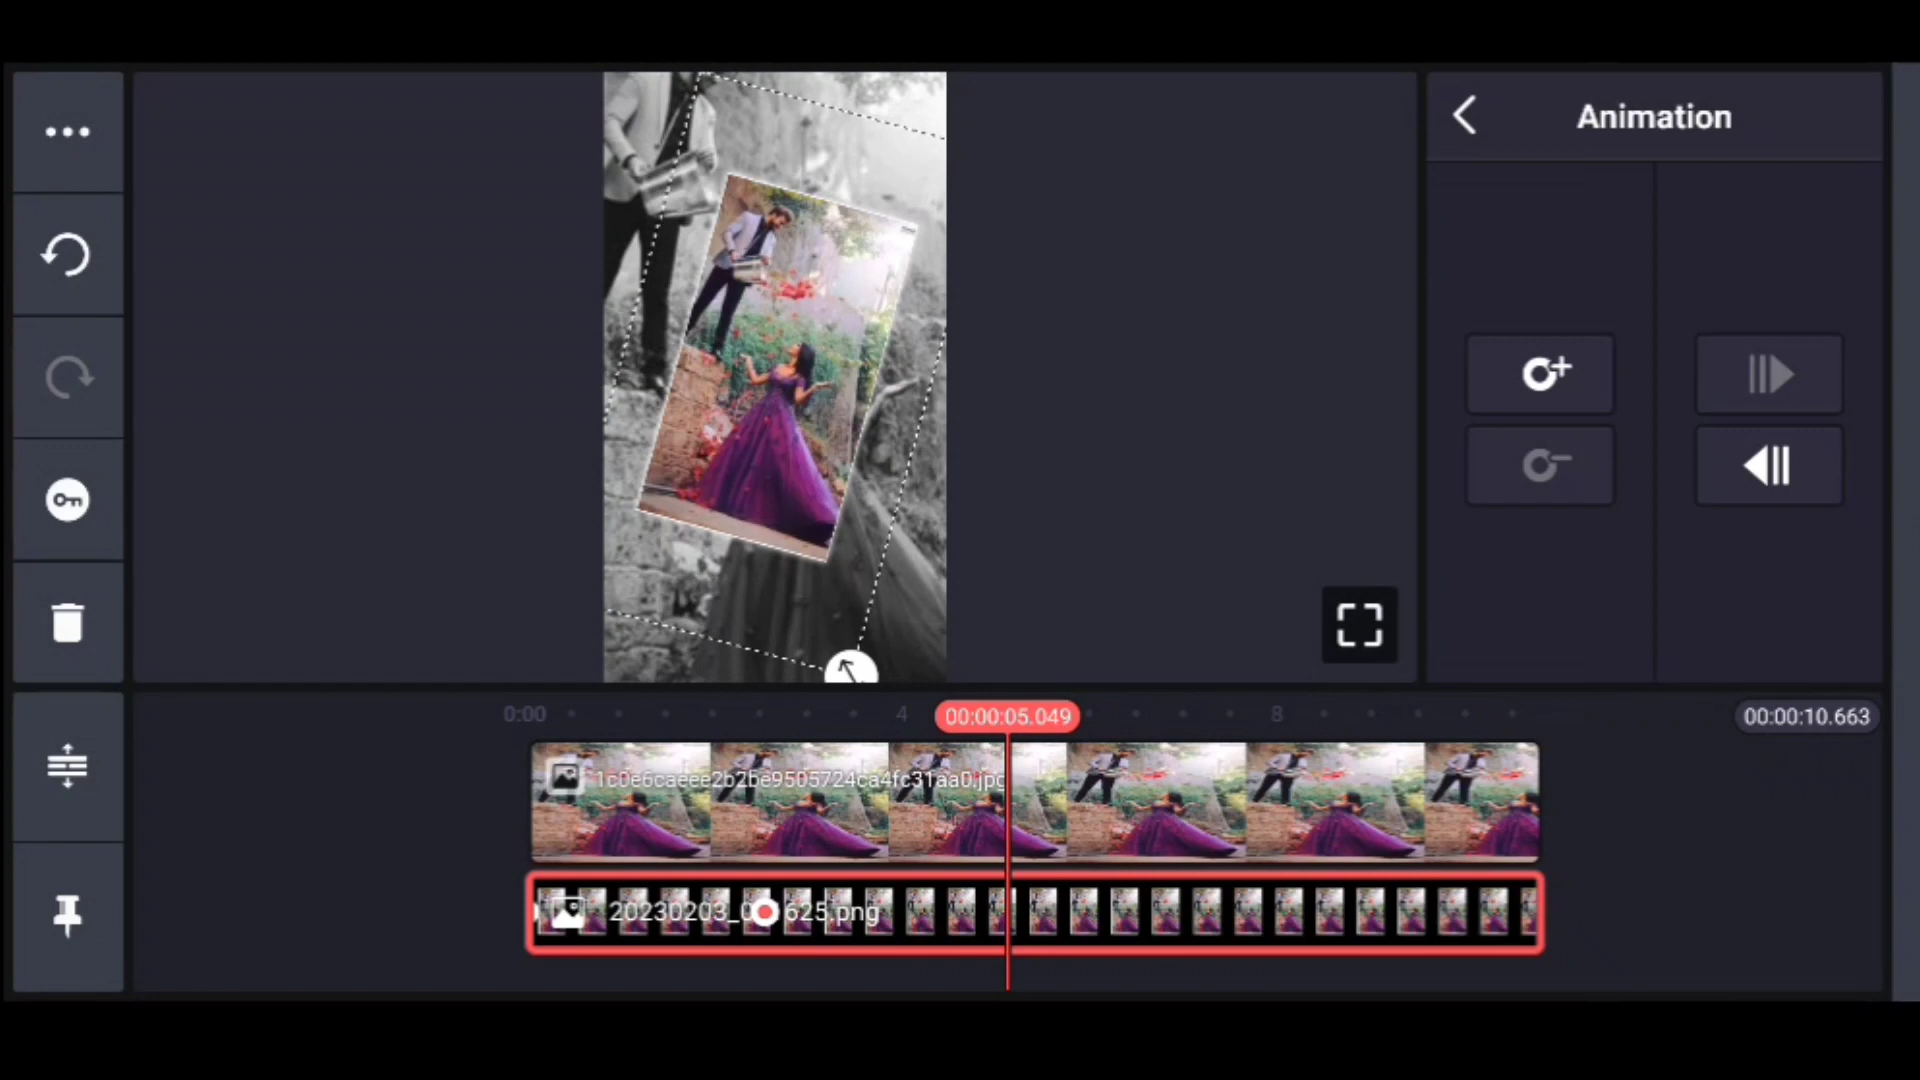 Animation
0:00
4
00:00:05.049
8
00:00:10.663
1c0e6caeee2b2be9505724ca4fc31aa0.jpg
20230203_0 625.png